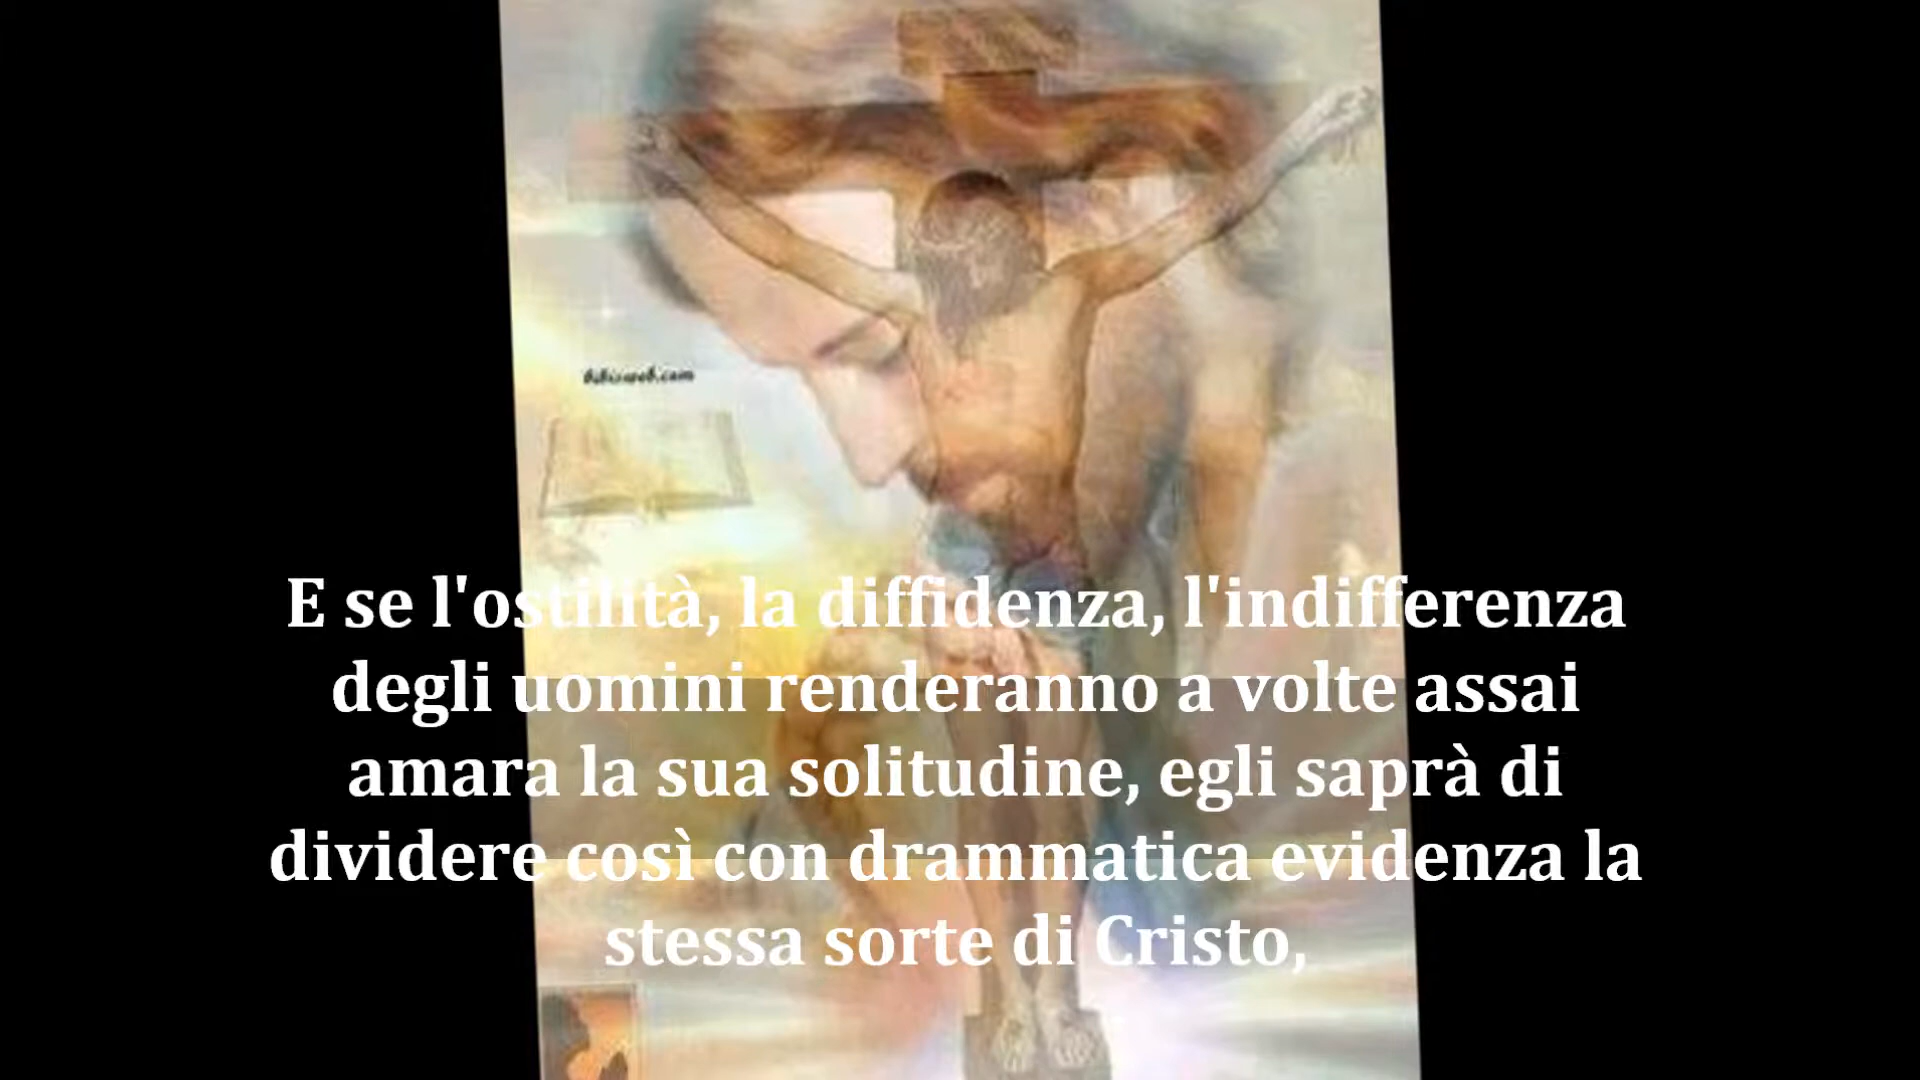 E se l'ostilità, la diffidenza, l'indifferenza
degli uomini renderanno a volte assai
amara la sua solitudine, egli saprà di
dividere così con drammatica evidenza la
stessa sorte di Cristo,